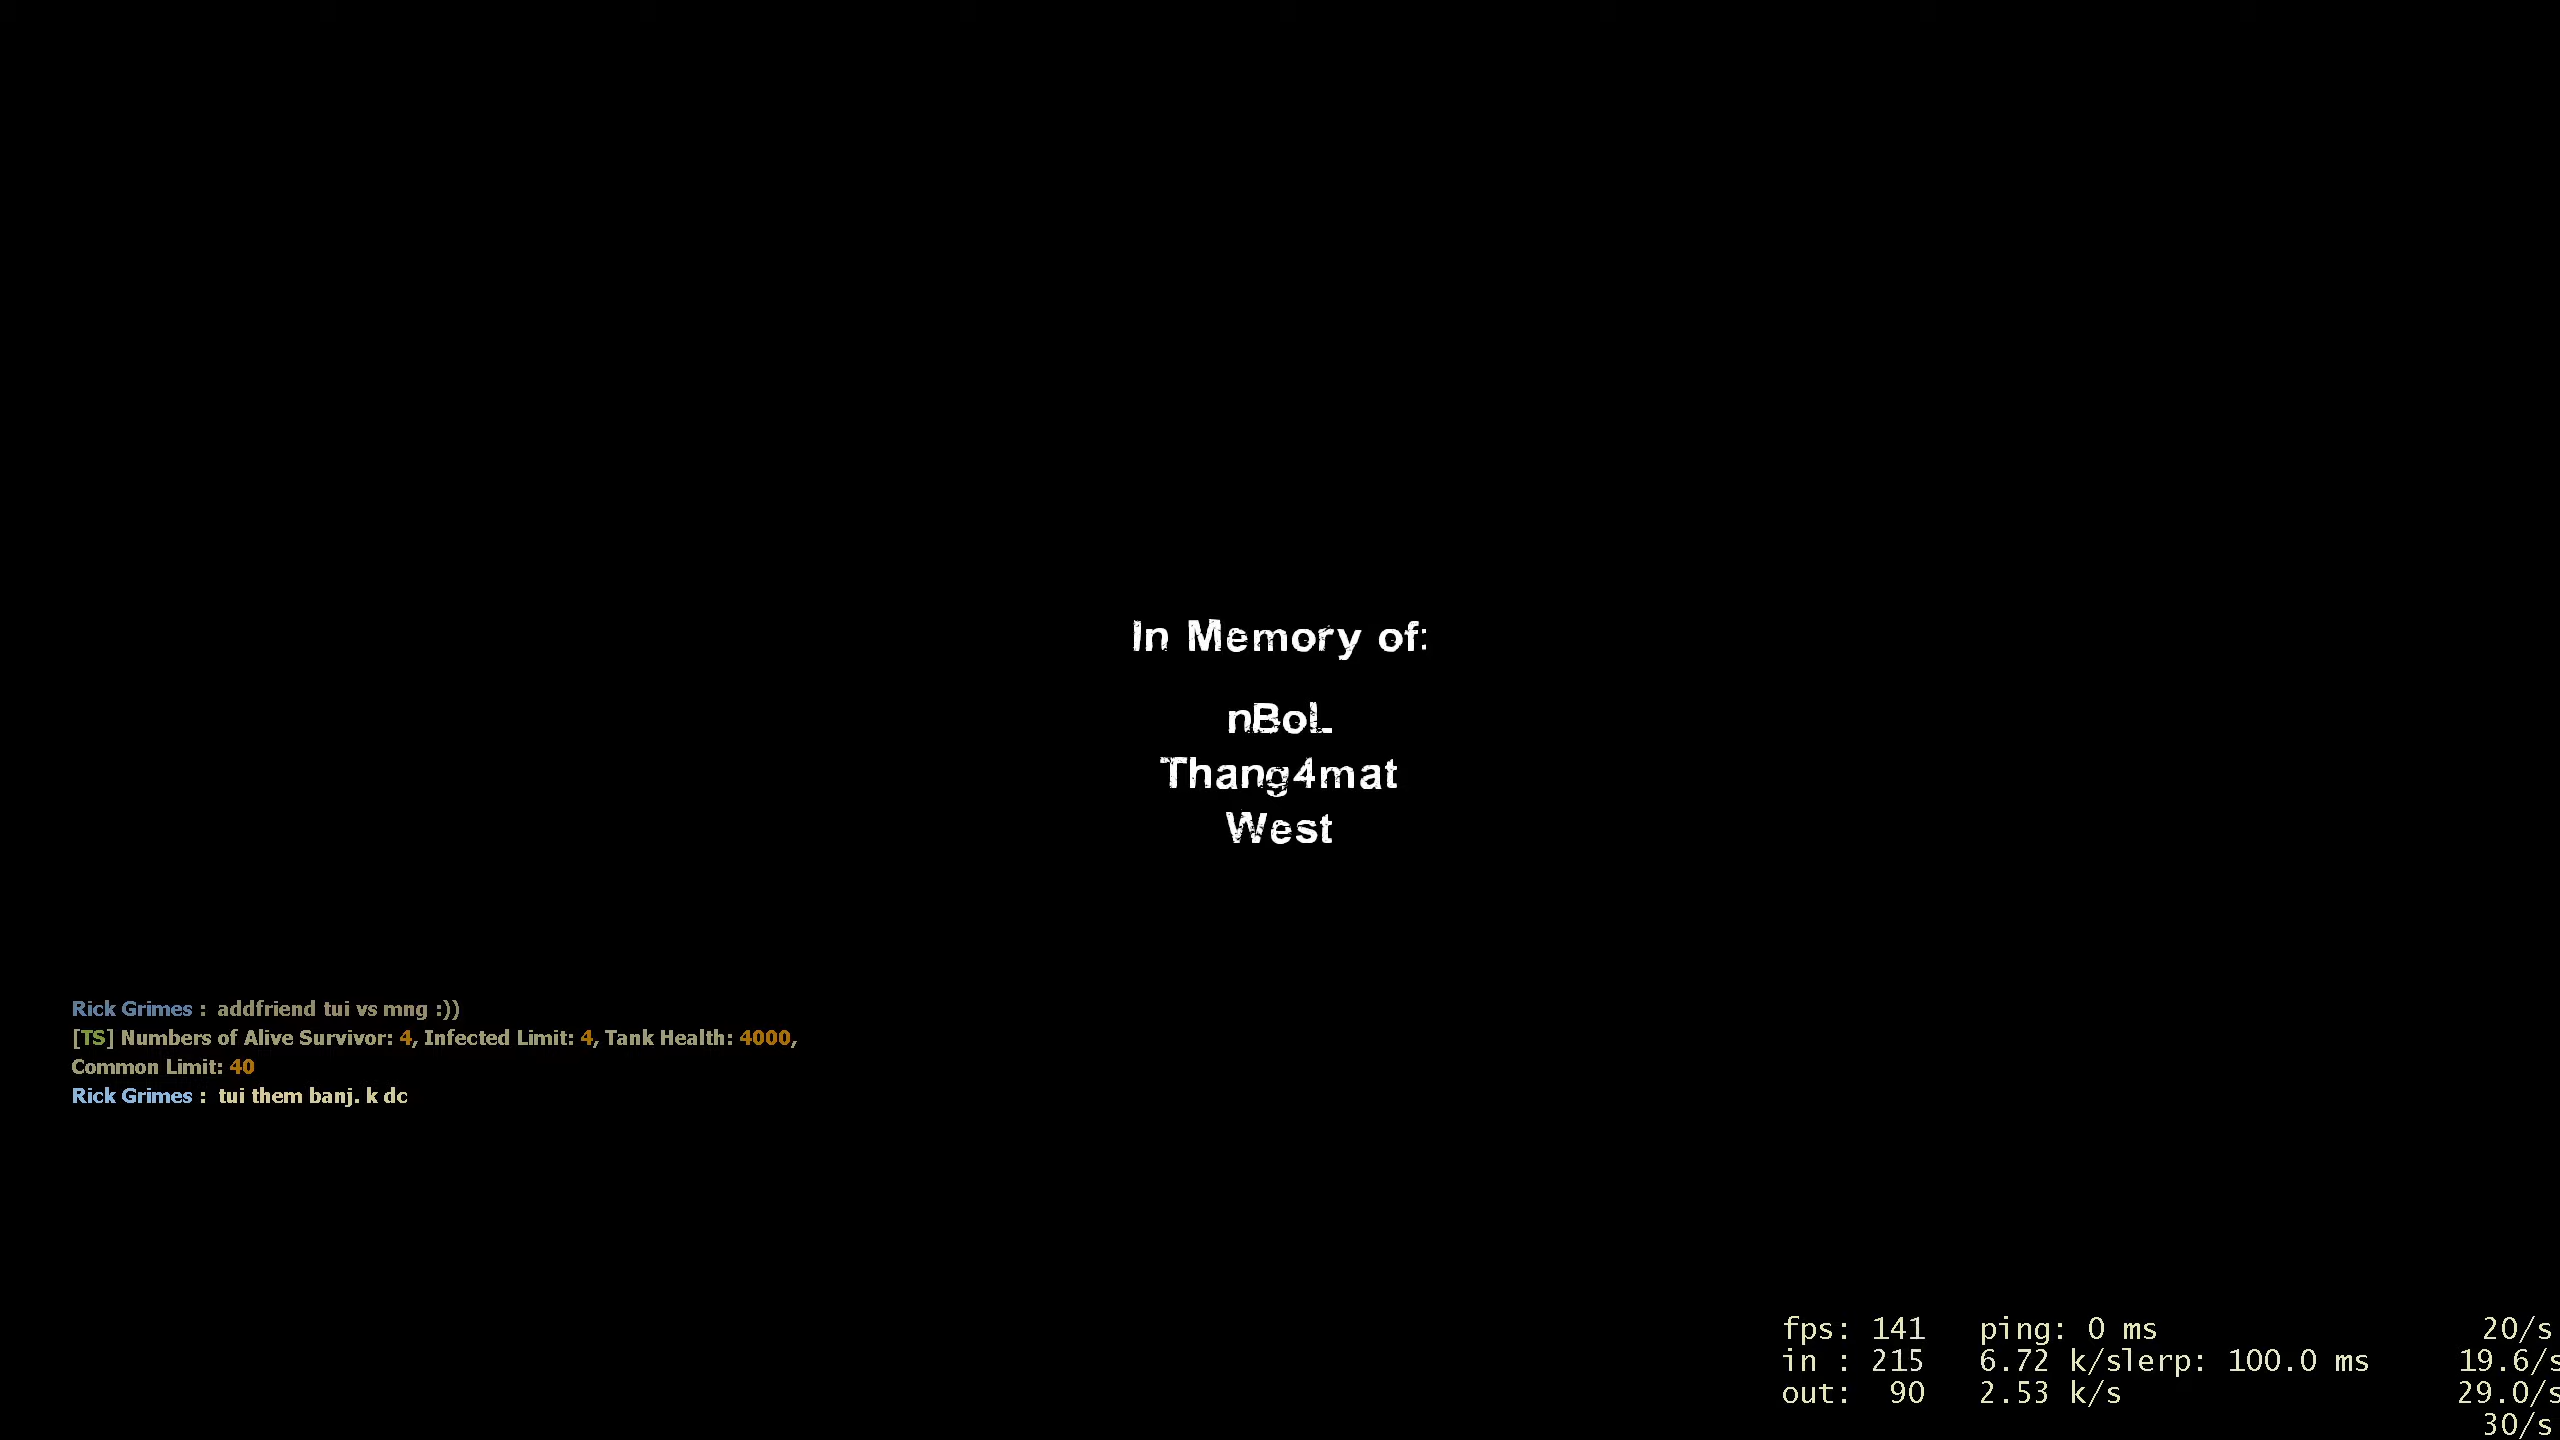 In Memory of:
nBoL
Thang4mat
West
Rick Grimes :  addfriend tui vs mng :))
[TS] Numbers of Alive Survivor: 4, Infected Limit: 4, Tank Health: 4000,
Common Limit: 40
Rick Grimes :  tui them banj. k dc
fps: 141 ping: 0 ms 20/s
in : 215 6.72 k/slerp: 100.0 ms 19.6/s
out: 90 2.53 k/s 29.0/s
30/s